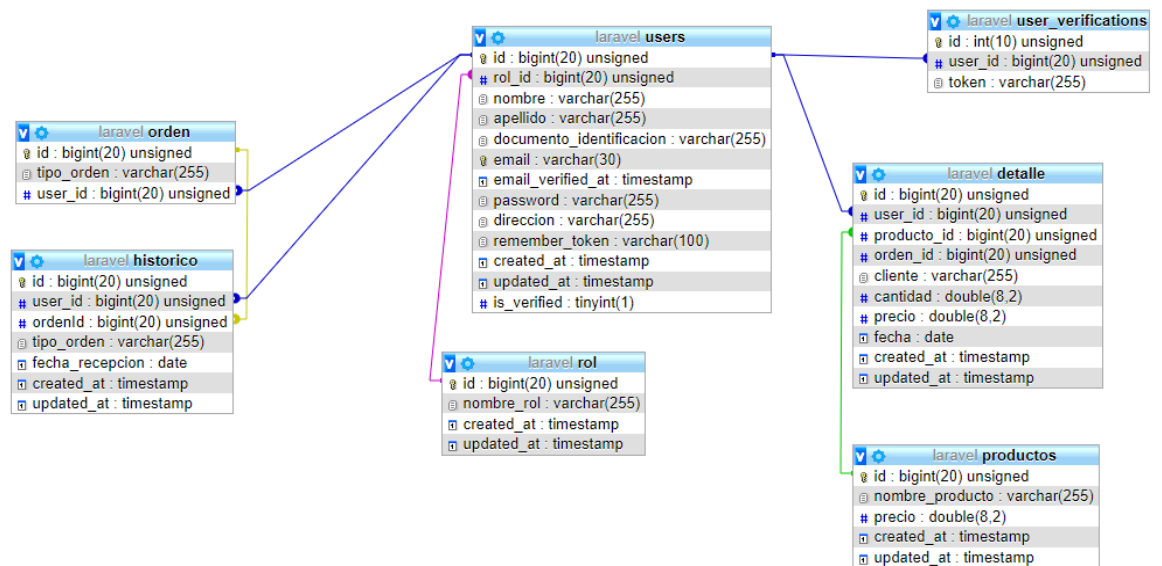 laravel users
id : bigint(20) unsigned
rol_id : bigint(20) unsigned
nombre : varchar(255)
apellido : varchar(255)
documento_identificacion : varchar(255)
email : varchar(30)
email_verified_at : timestamp
password : varchar(255)
direccion : varchar(255)
remember_token : varchar(100)
created_at : timestamp
updated_at : timestamp
is_verified : tinyint(1)
laravel user_verifications
id : int(10) unsigned
user_id : bigint(20) unsigned
token : varchar(255)
laravel orden
id : bigint(20) unsigned
tipo_orden : varchar(255)
user_id : bigint(20) unsigned
laravel historico
id : bigint(20) unsigned
user_id : bigint(20) unsigned
ordenId : bigint(20) unsigned
tipo_orden : varchar(255)
fecha_recepcion : date
created_at : timestamp
updated_at : timestamp
laravel rol
id : bigint(20) unsigned
nombre_rol : varchar(255)
created_at : timestamp
updated_at : timestamp
laravel detalle
id : bigint(20) unsigned
user_id : bigint(20) unsigned
producto_id : bigint(20) unsigned
orden_id : bigint(20) unsigned
cliente : varchar(255)
cantidad : double(8,2)
precio : double(8,2)
fecha : date
created_at : timestamp
updated_at : timestamp
laravel productos
id : bigint(20) unsigned
nombre_producto : varchar(255)
precio : double(8,2)
created_at : timestamp
updated_at : timestamp